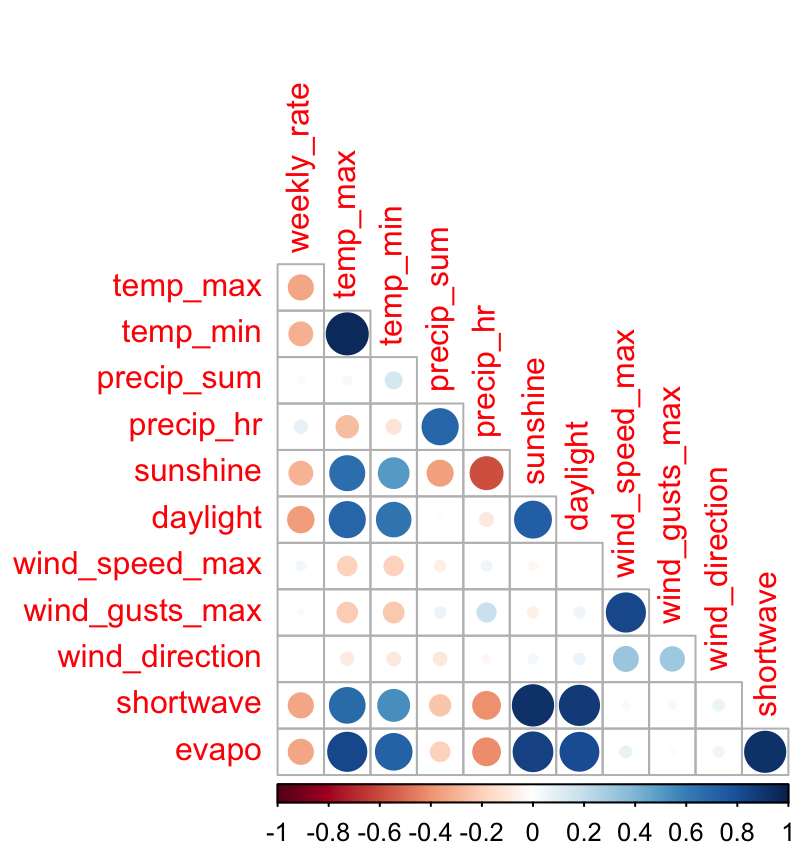 weekly_rate
temp_max
temp_min
precip_sum
precip_hr
sunshine
daylight
wind_speed_max
wind_gusts_max
wind_direction
shortwave
temp_max
temp_min
precip_sum
precip_hr
sunshine
daylight
wind_speed_max
wind_gusts_max
wind_direction
shortwave
evapo
-1 -0.8 -0.6 -0.4 -0.2 0 0.2 0.4 0.6 0.8 1